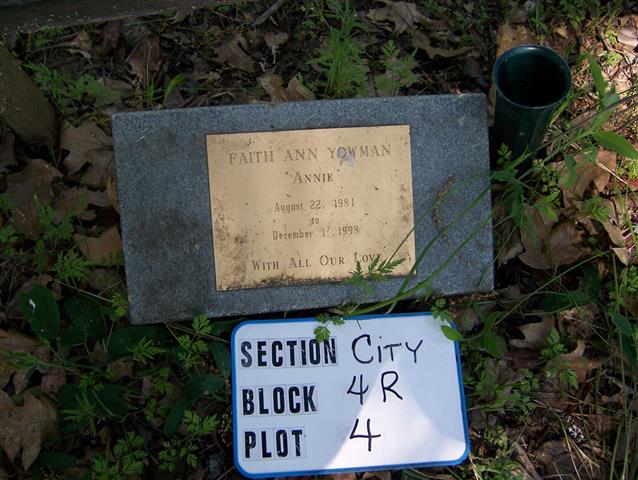 FAITH ANN YOWMAN
"ANNIE"
August 22, 1981
to
December 1, 1998
WITH ALL OUR LOVE
SECTION CITY
BLOCK 4R
PLOT 4